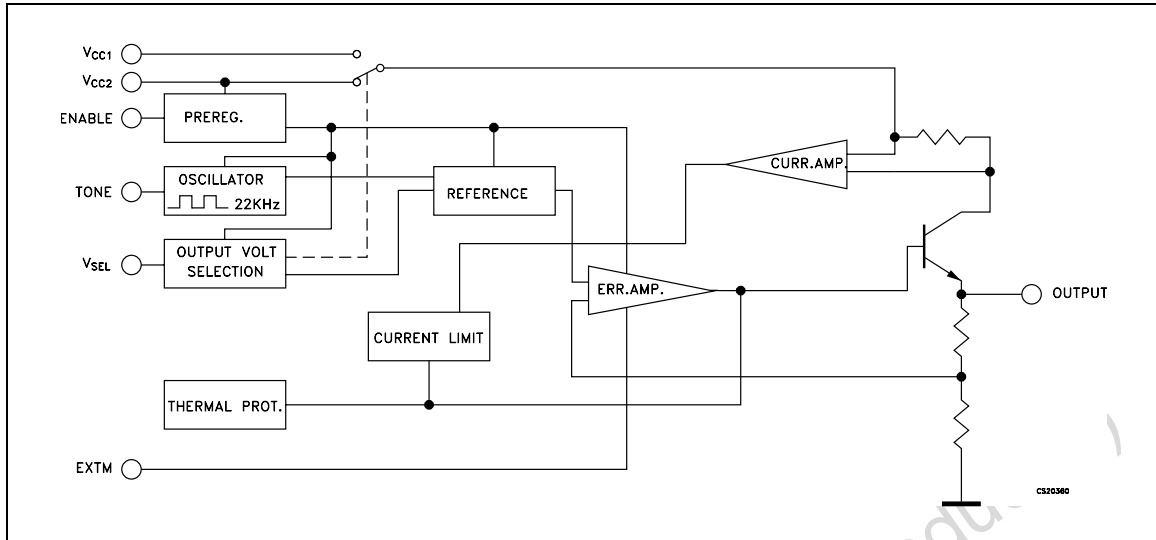 VCC1
VCC2
ENABLE
PREREG.
TONE
OSCILLATOR
22KHz
VSEL
OUTPUT VOLT
SELECTION
REFERENCE
CURR.AMP.
ERR.AMP.
OUTPUT
CURRENT LIMIT
THERMAL PROT.
EXTM
CS20360